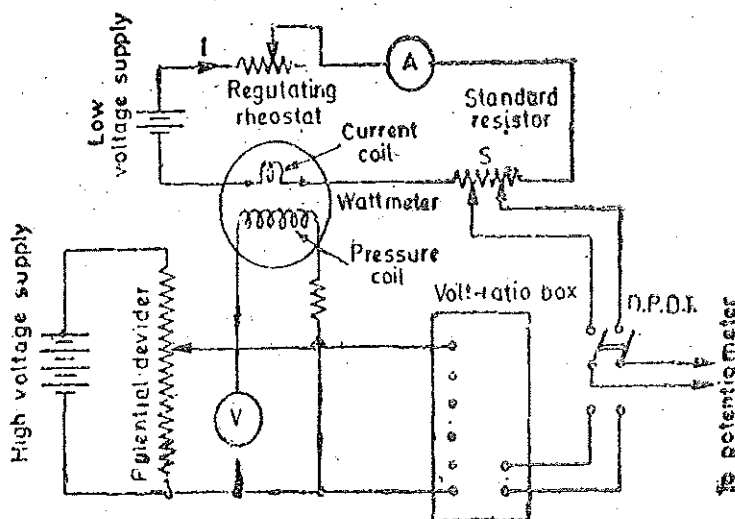 I
A
Low
voltage supply
Regutating
rheostat
Standard
resistor
S
Current
coil
Wattmeter
Pressure
coil
High voltage supply
Potential devider
V
Volt-ratio box
D.P.D.T.
To potentiometer